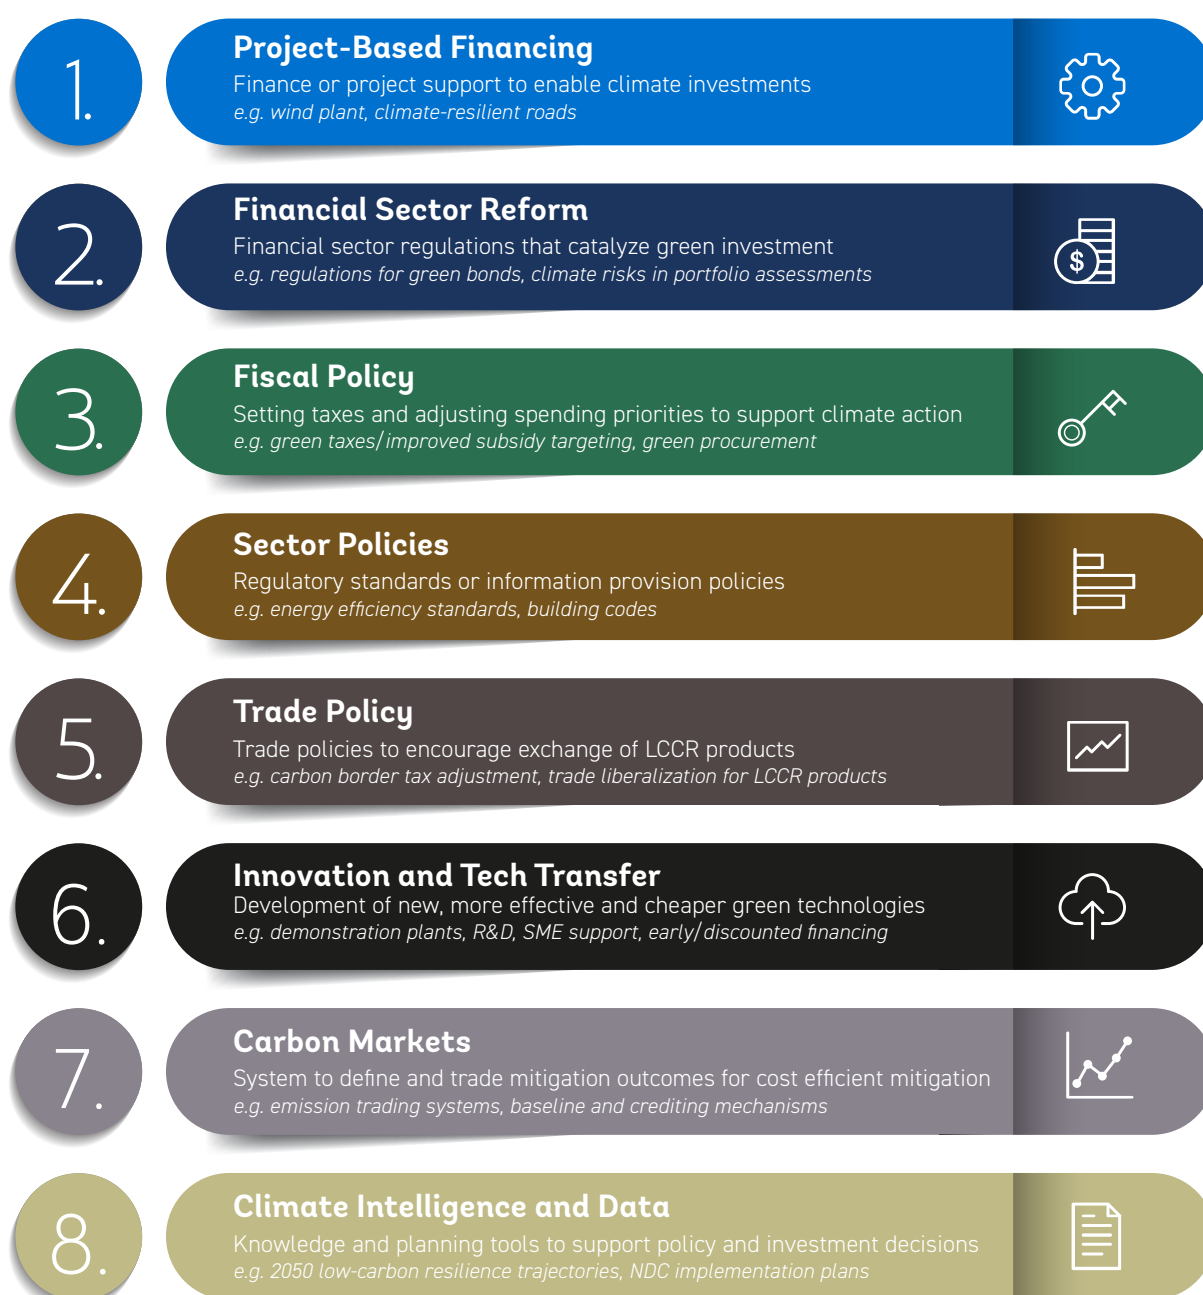 1.
Project-Based Financing
Finance or project support to enable climate investments
e.g. wind plant, climate-resilient roads
2.
Financial Sector Reform
Financial sector regulations that catalyze green investment
e.g. regulations for green bonds, climate risks in portfolio assessments
$
3.
Fiscal Policy
Setting taxes and adjusting spending priorities to support climate action
e.g. green taxes/improved subsidy targeting, green procurement
4.
Sector Policies
Regulatory standards or information provision policies
e.g. energy efficiency standards, building codes
5.
Trade Policy
Trade policies to encourage exchange of LCCR products
e.g. carbon border tax adjustment, trade liberalization for LCCR products
6.
Innovation and Tech Transfer
Development of new, more effective and cheaper green technologies
e.g. demonstration plants, R&D, SME support, early/discounted financing
7.
Carbon Markets
System to define and trade mitigation outcomes for cost efficient mitigation
e.g. emission trading systems, baseline and crediting mechanisms
8.
Climate Intelligence and Data
Knowledge and planning tools to support policy and investment decisions
e.g. 2050 low-carbon resilience trajectories, NDC implementation plans